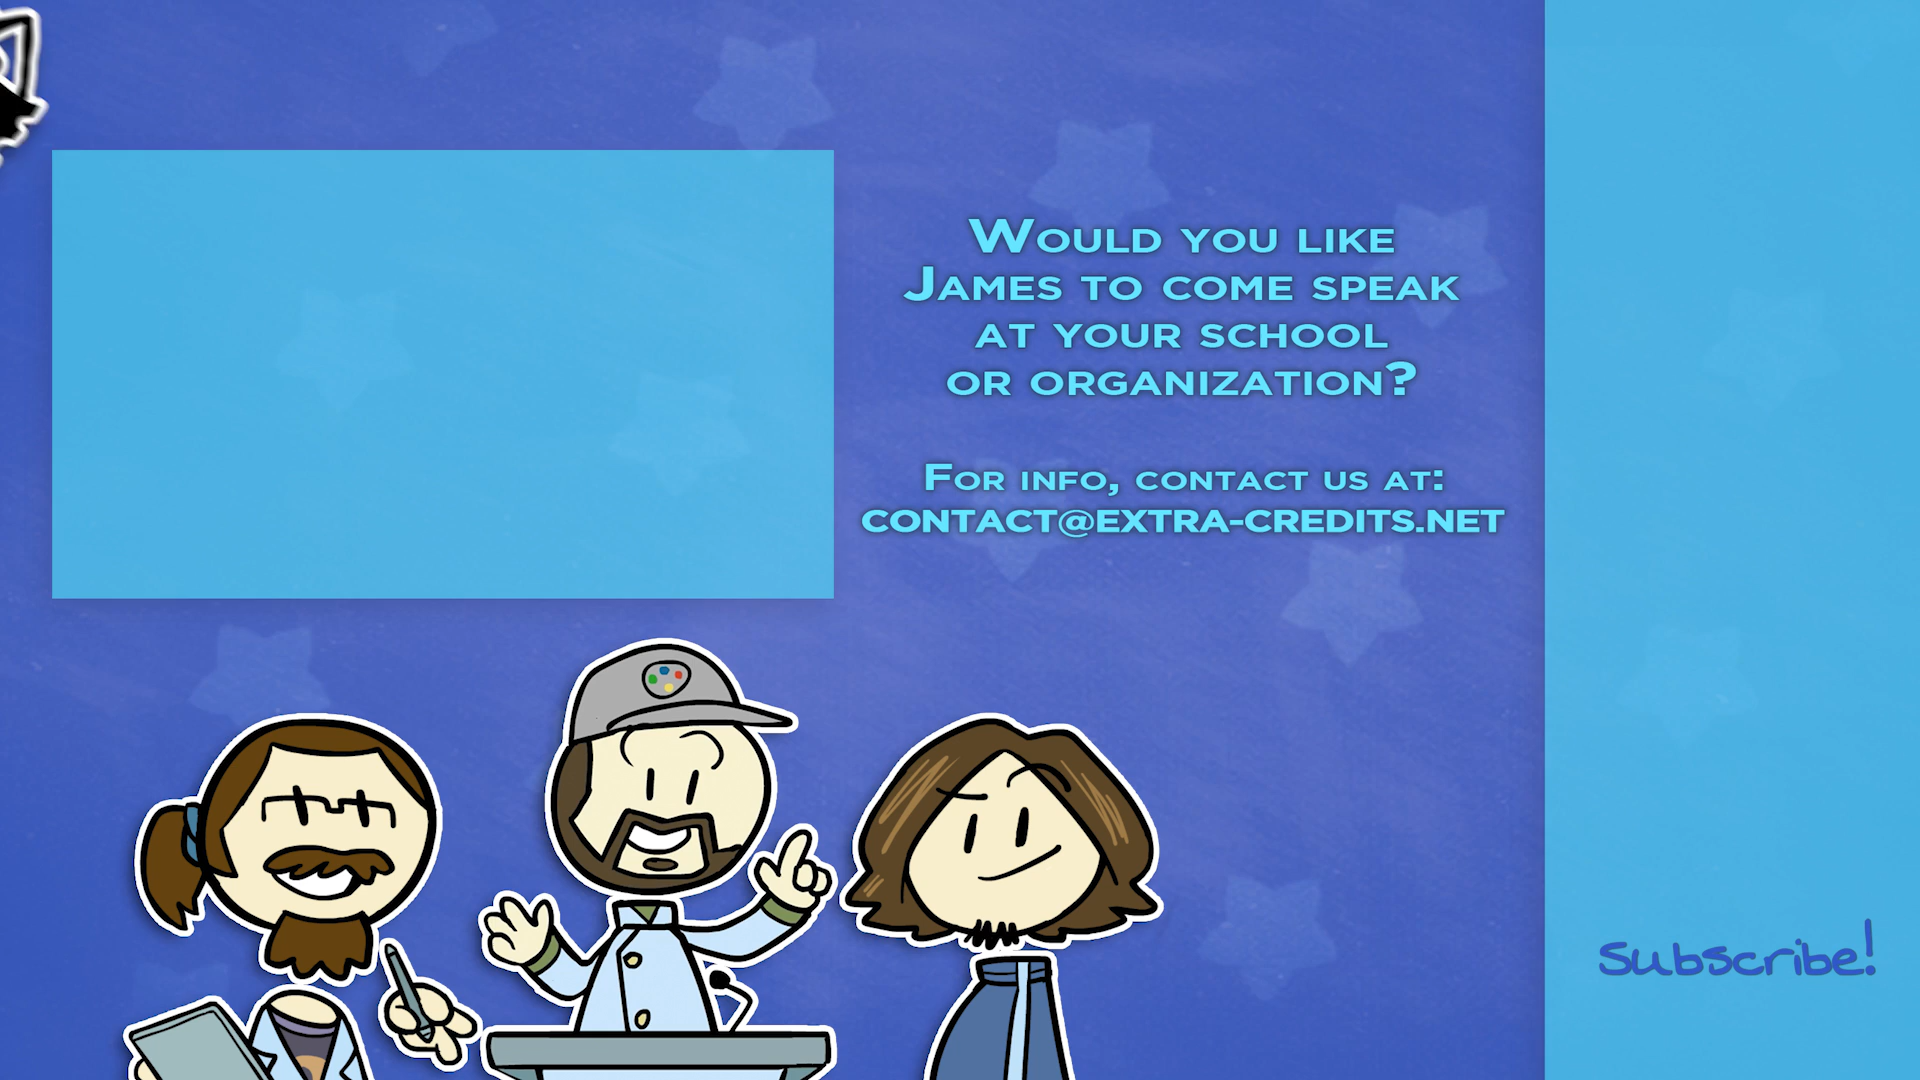 Would you like
James to come speak
at your school
or organization?
For info, contact us at:
contact@extra-credits.net
Subscribe!